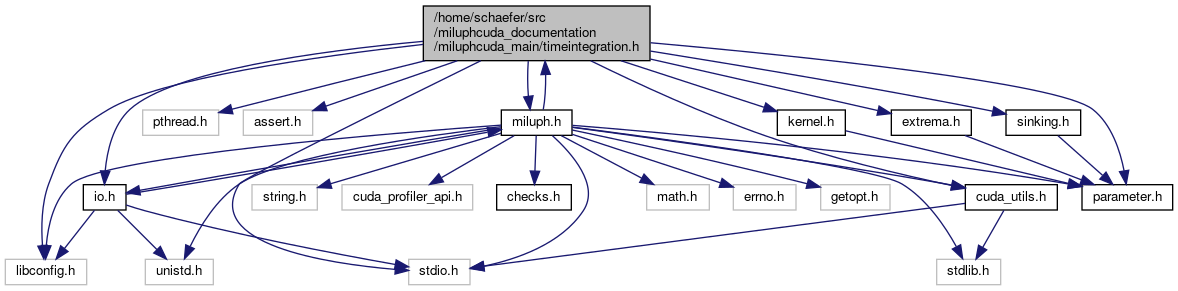 /home/schaefer/src
/miluphcuda_documentation
/miluphcuda_main/timeintegration.h
pthread.h
assert.h
miluph.h
kernel.h
extrema.h
sinking.h
io.h
string.h
cuda_profiler_api.h
checks.h
math.h
errno.h
getopt.h
cuda_utils.h
parameter.h
libconfig.h
unistd.h
stdio.h
stdlib.h